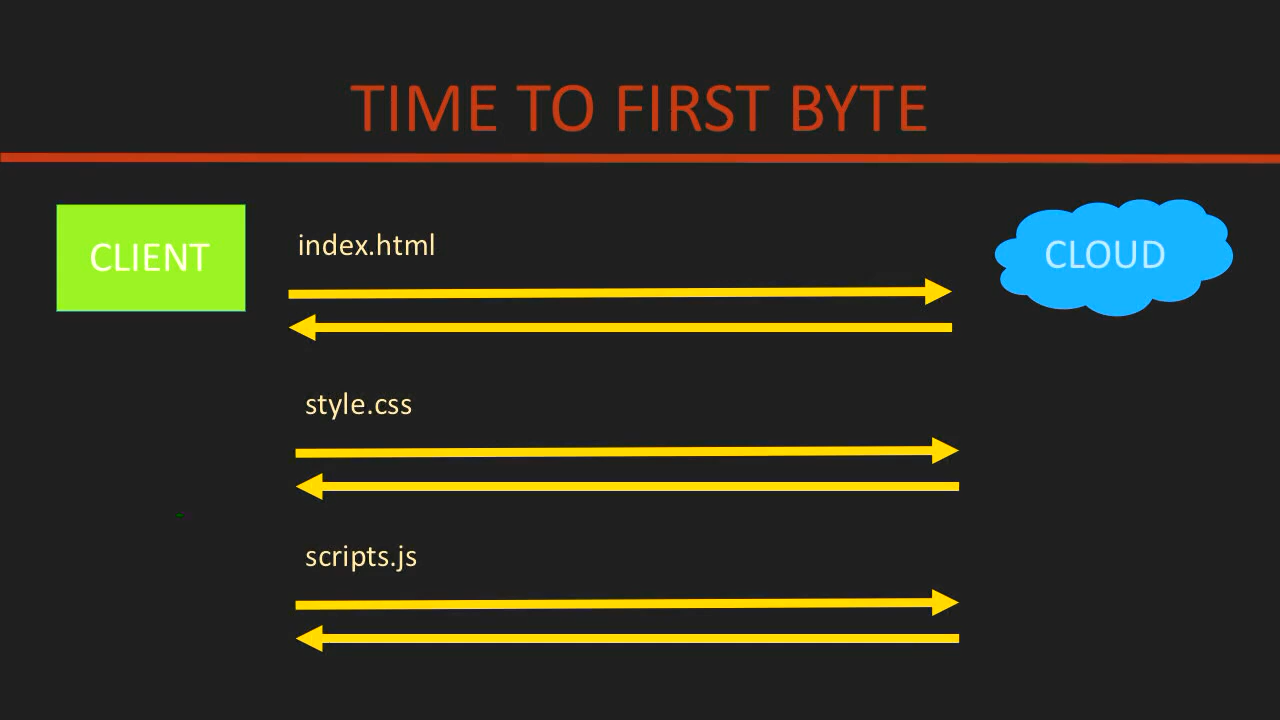 TIME TO FIRST BYTE
CLIENT
index.html
CLOUD
style.css
scripts.js